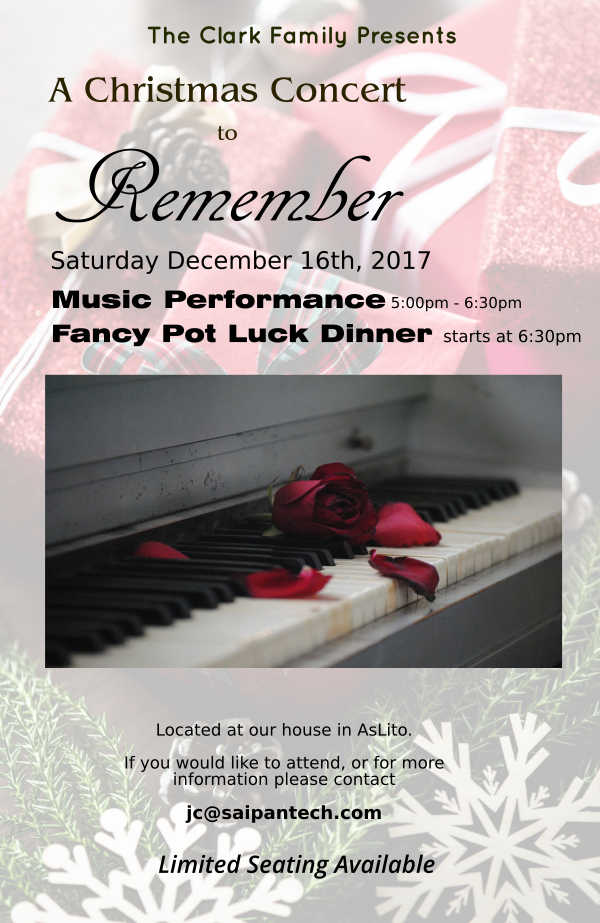 The Clark Family Presents
A Christmas Concert
to
Remember
Saturday December 16th, 2017
Music Performance 5:00pm - 6:30pm
Fancy Pot Luck Dinner starts at 6:30pm
Located at our house in AsLito.
If you would like to attend, or for more
information please contact
jc@saipantech.com
Limited Seating Available